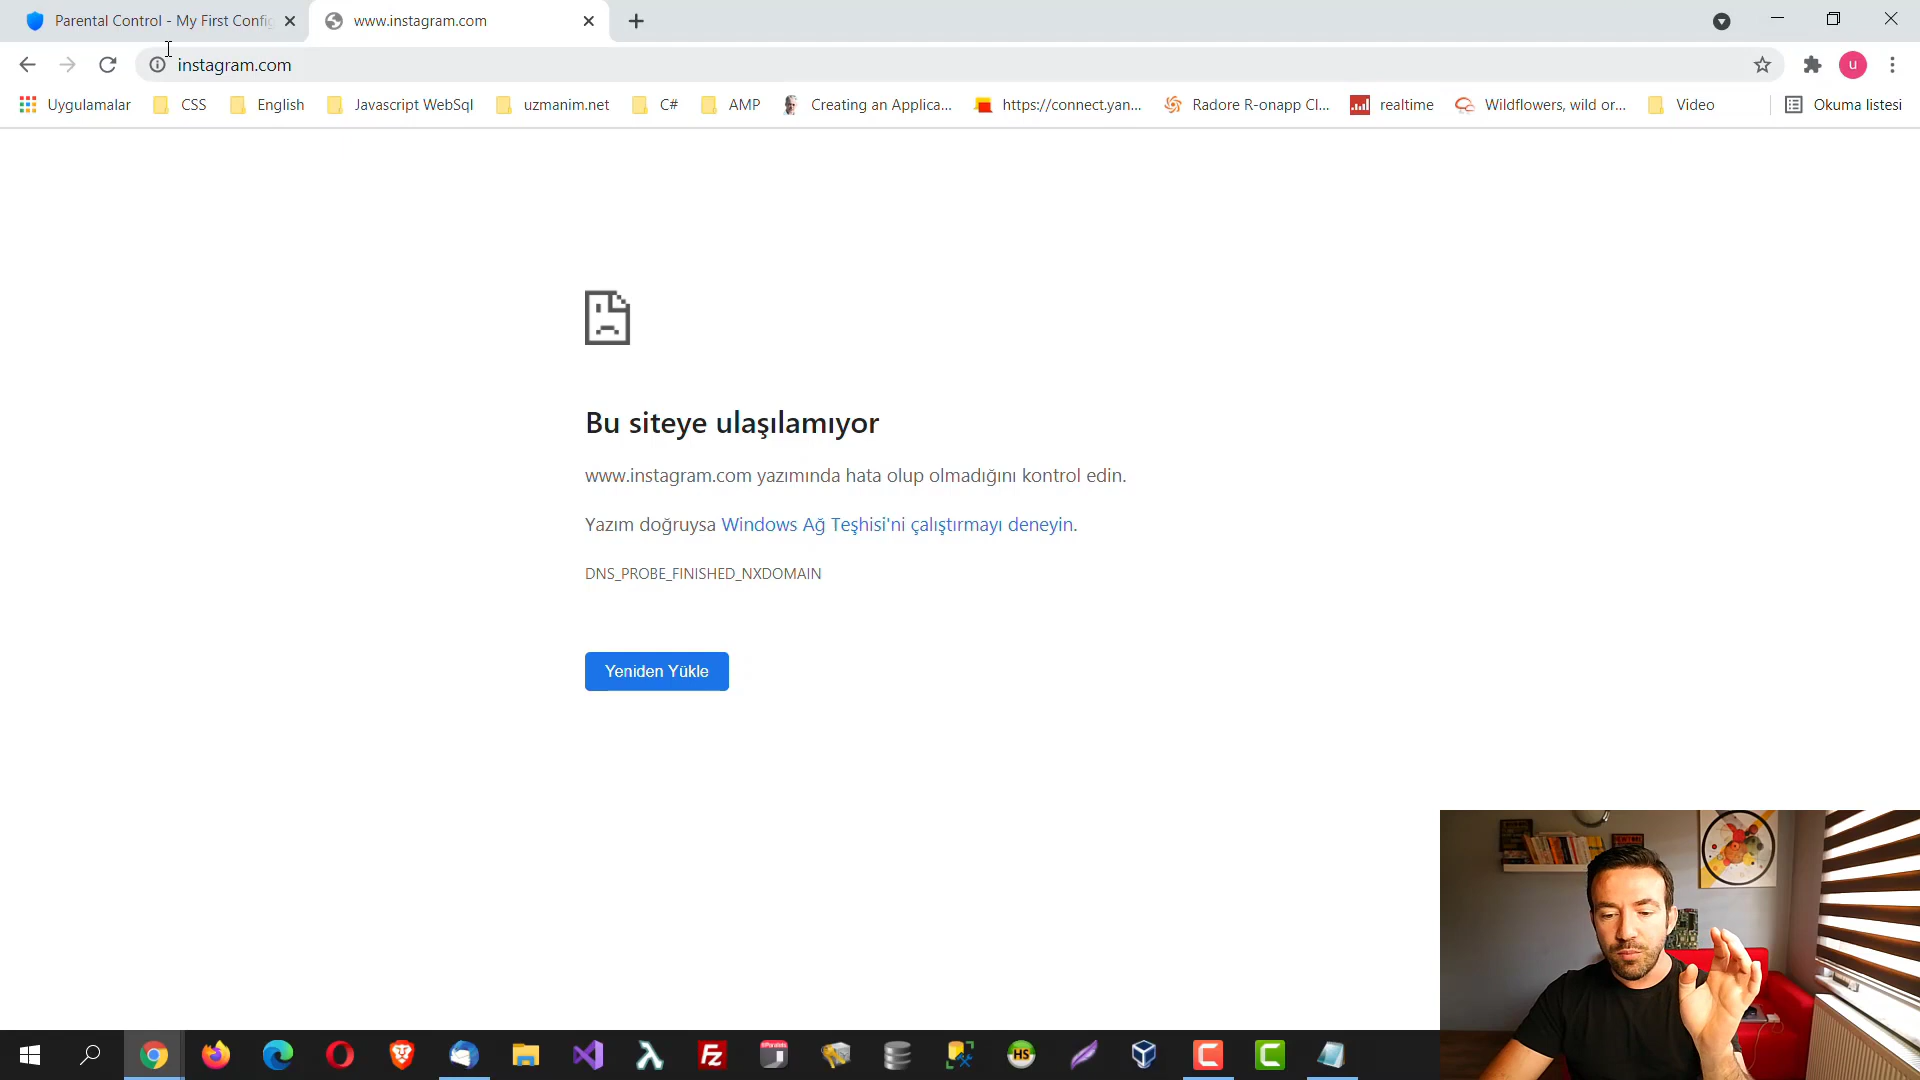 Parental Control - My First Config
www.instagram.com
instagram.com
u
Uygulamalar
CSS
English
Javascript WebSql
uzmanim.net
C#
AMP
Creating an Applica...
https://connect.yan...
Radore R-onapp Cl...
realtime
Wildflowers, wild or...
Video
Okuma listesi
Bu siteye ulaşılamıyor
www.instagram.com yazımında hata olup olmadığını kontrol edin.
Yazım doğruysa Windows Ağ Teşhisi'ni çalıştırmayı deneyin.
DNS_PROBE_FINISHED_NXDOMAIN
Yeniden Yükle
Fz
HS